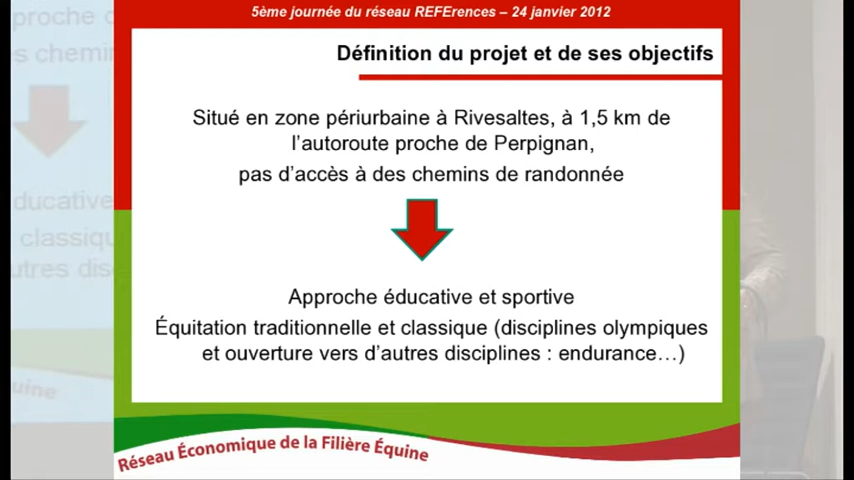 5ème journée du réseau REFErences – 24 janvier 2012
Définition du projet et de ses objectifs
Situé en zone périurbaine à Rivesaltes, à 1,5 km de
l'autoroute proche de Perpignan,
pas d'accès à des chemins de randonnée
Approche éducative et sportive
Équitation traditionnelle et classique (disciplines olympiques
et ouverture vers d'autres disciplines : endurance…)
Réseau Économique de la Filière Équine